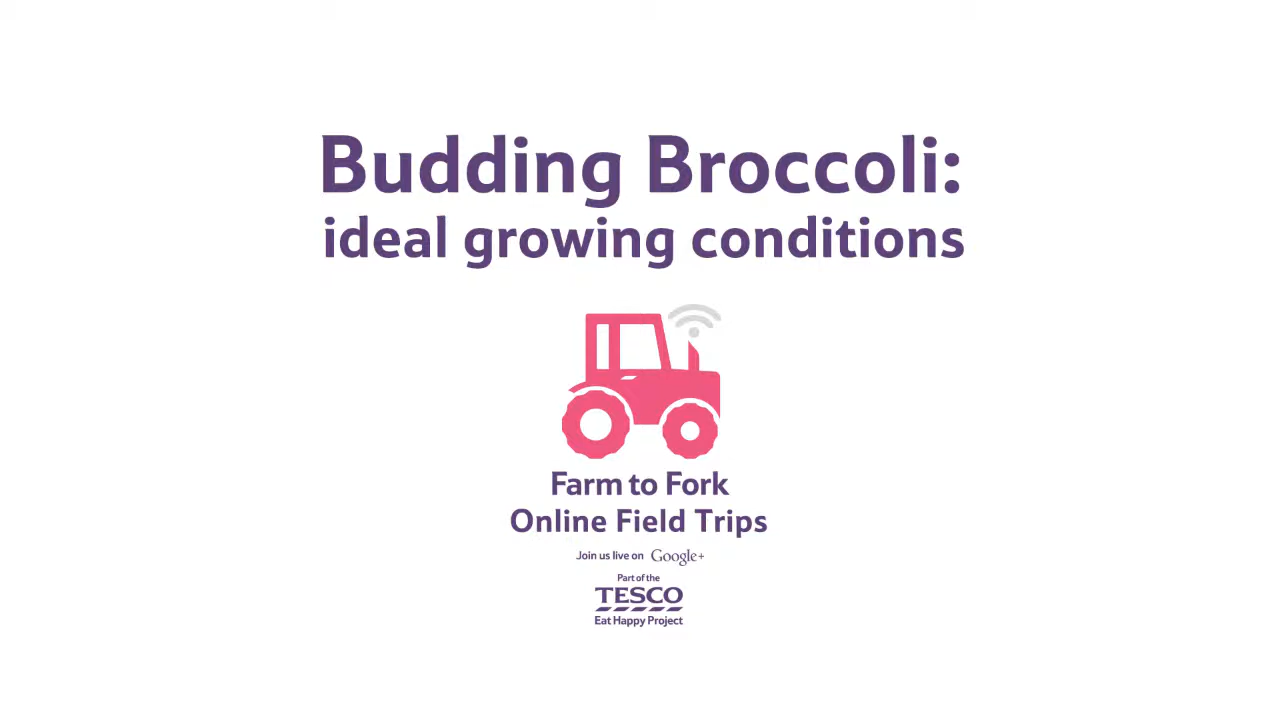 Budding Broccoli:
ideal growing conditions
Farm to Fork
Online Field Trips
Join us live on Google+
Part of the
TESCO
Eat Happy Project